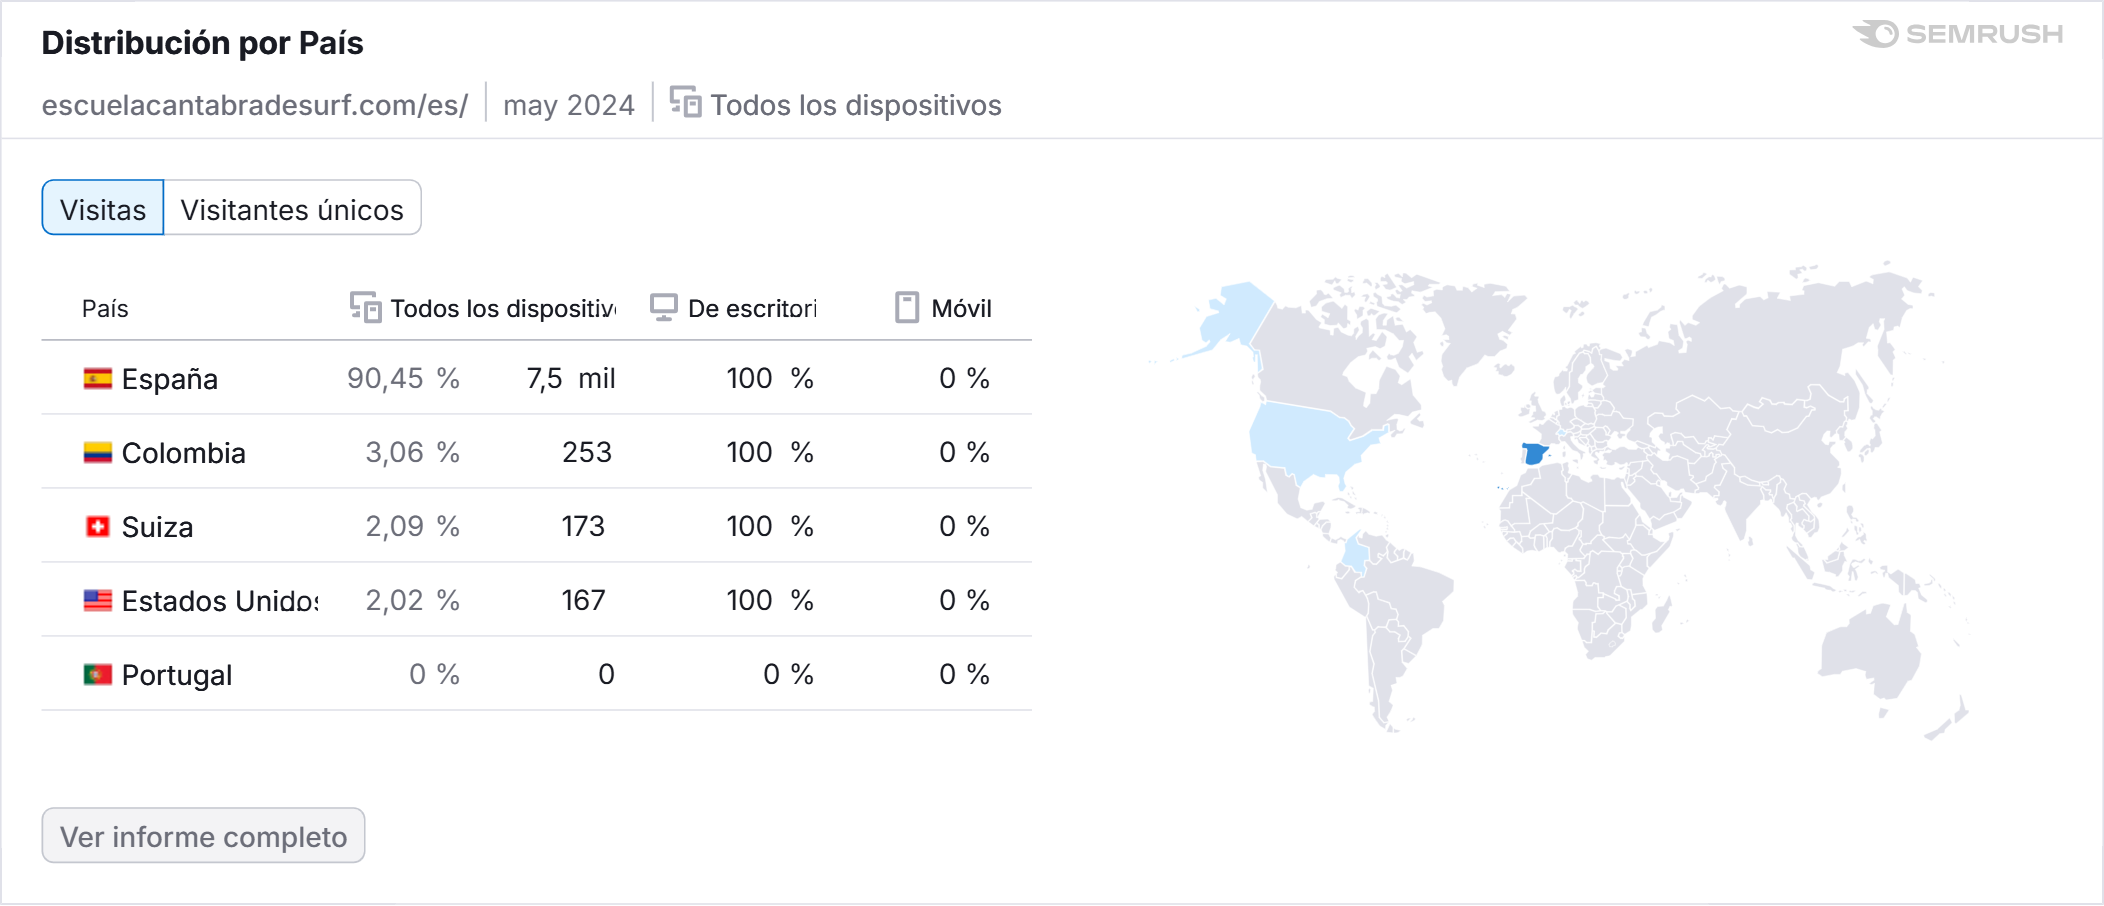 Distribución por País
SEMRUSH
escuelacantabradesurf.com/es/ may 2024 Todos los dispositivos
Visitas Visitantes únicos
País Todos los dispositiv De escritori Móvil
España 90,45 % 7,5 mil 100 % 0 %
Colombia 3,06 % 253 100 % 0 %
Suiza 2,09 % 173 100 % 0 %
Estados Unidos 2,02 % 167 100 % 0 %
Portugal 0 % 0 0 % 0 %
Ver informe completo